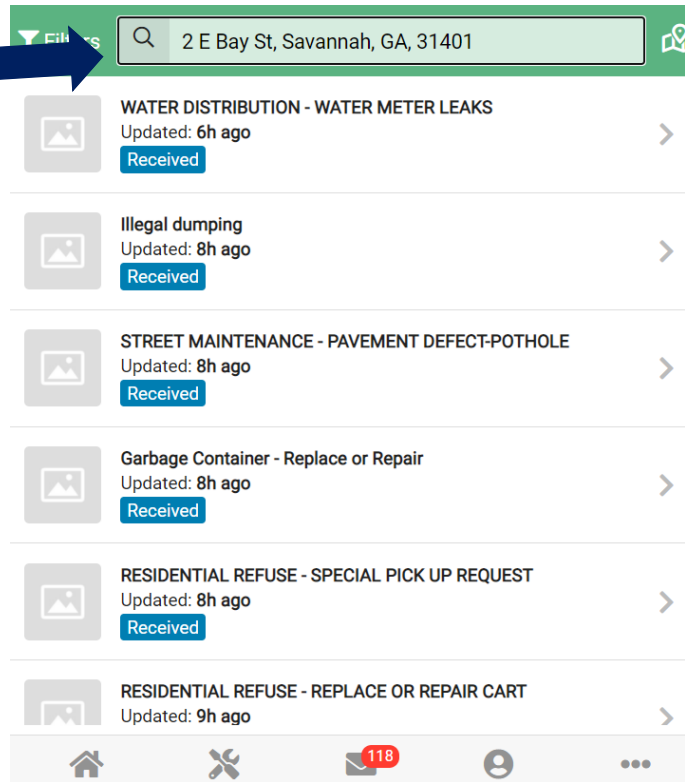 Filters
2 E Bay St, Savannah, GA, 31401
WATER DISTRIBUTION - WATER METER LEAKS
Updated: 6h ago
Received
Illegal dumping
Updated: 8h ago
Received
STREET MAINTENANCE - PAVEMENT DEFECT-POTHOLE
Updated: 8h ago
Received
Garbage Container - Replace or Repair
Updated: 8h ago
Received
RESIDENTIAL REFUSE - SPECIAL PICK UP REQUEST
Updated: 8h ago
Received
RESIDENTIAL REFUSE - REPLACE OR REPAIR CART
Updated: 9h ago
118